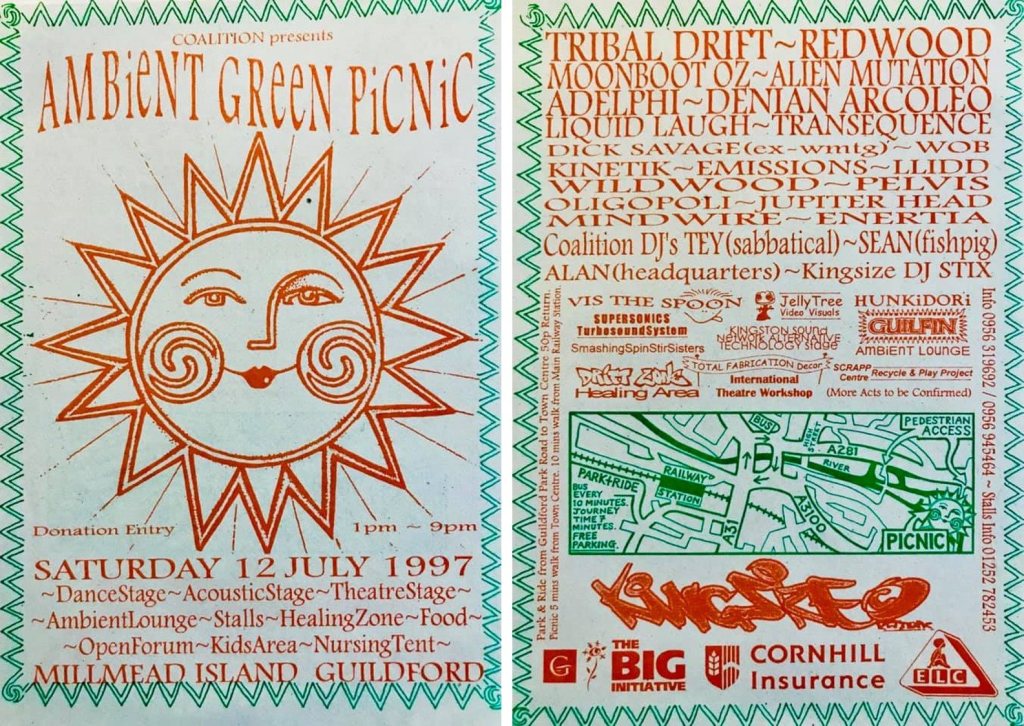 COALITION presents
AMBiENT GREEN PiCNiC
Donation Entry
1pm ~ 9pm
SATURDAY 12 JULY 1997
~DanceStage~AcousticStage~TheatreStage~
~AmbientLounge~Stalls~HealingZone~Food~
~OpenForum~KidsArea~NursingTent~
MILLMEAD ISLAND GUILDFORD
TRIBAL DRIFT~REDWOOD
MOONBOOT OZ~ALIEN MUTATION
ADELPHI~DENIAN ARCOLEO
LIQUID LAUGH~TRANSEQUENCE
DICK SAVAGE(ex-wmtg)~WOB
KINETIK~EMISSIONS~LLIDD
WILDWOOD~PELVIS
OLIGOPOLI~JUPITER HEAD
MINDWIRE~ENERTIA
Coalition DJ's TEY(sabbatical)~SEAN(fishpig)
ALAN(headquarters)~Kingsize DJ STIX
VIS THE SPOON
JellyTree
Video Visuals
HUNKiDORi
SUPERSONICS
TurbosoundSystem
KINGSTON SOUND
NETWORK ALTERNATIVE
TECHNOLOGY STAGE
GUILFIN
AMBIENT LOUNGE
SmashingSpinStirSisters
TOTAL FABRICATION Decor
SCRAPP
Centre Recycle & Play Project
DRiFT ZONE
Healing Area
International
Theatre Workshop
(More Acts to be Confirmed)
Park & Ride from Guildford Park Road to Town Centre. 50p Return.
Picnic 5 mins walk from Town Centre. 10 mins walk from Main Railway Station.
Info 0956 319692 0956 945464 ~ Stalls Info 01252 782453
BUS
HIGH STREET
A281
PEDESTRIAN
ACCESS
RIVER
RAILWAY
STATION
PARK+RIDE
BUS
EVERY
10 MINUTES.
JOURNEY
TIME 7
MINUTES.
FREE
PARKING.
A31
A3100
PICNIC
KiNGSiZE
G
THE
BIG
INITIATIVE
CORNHILL
Insurance
ELC